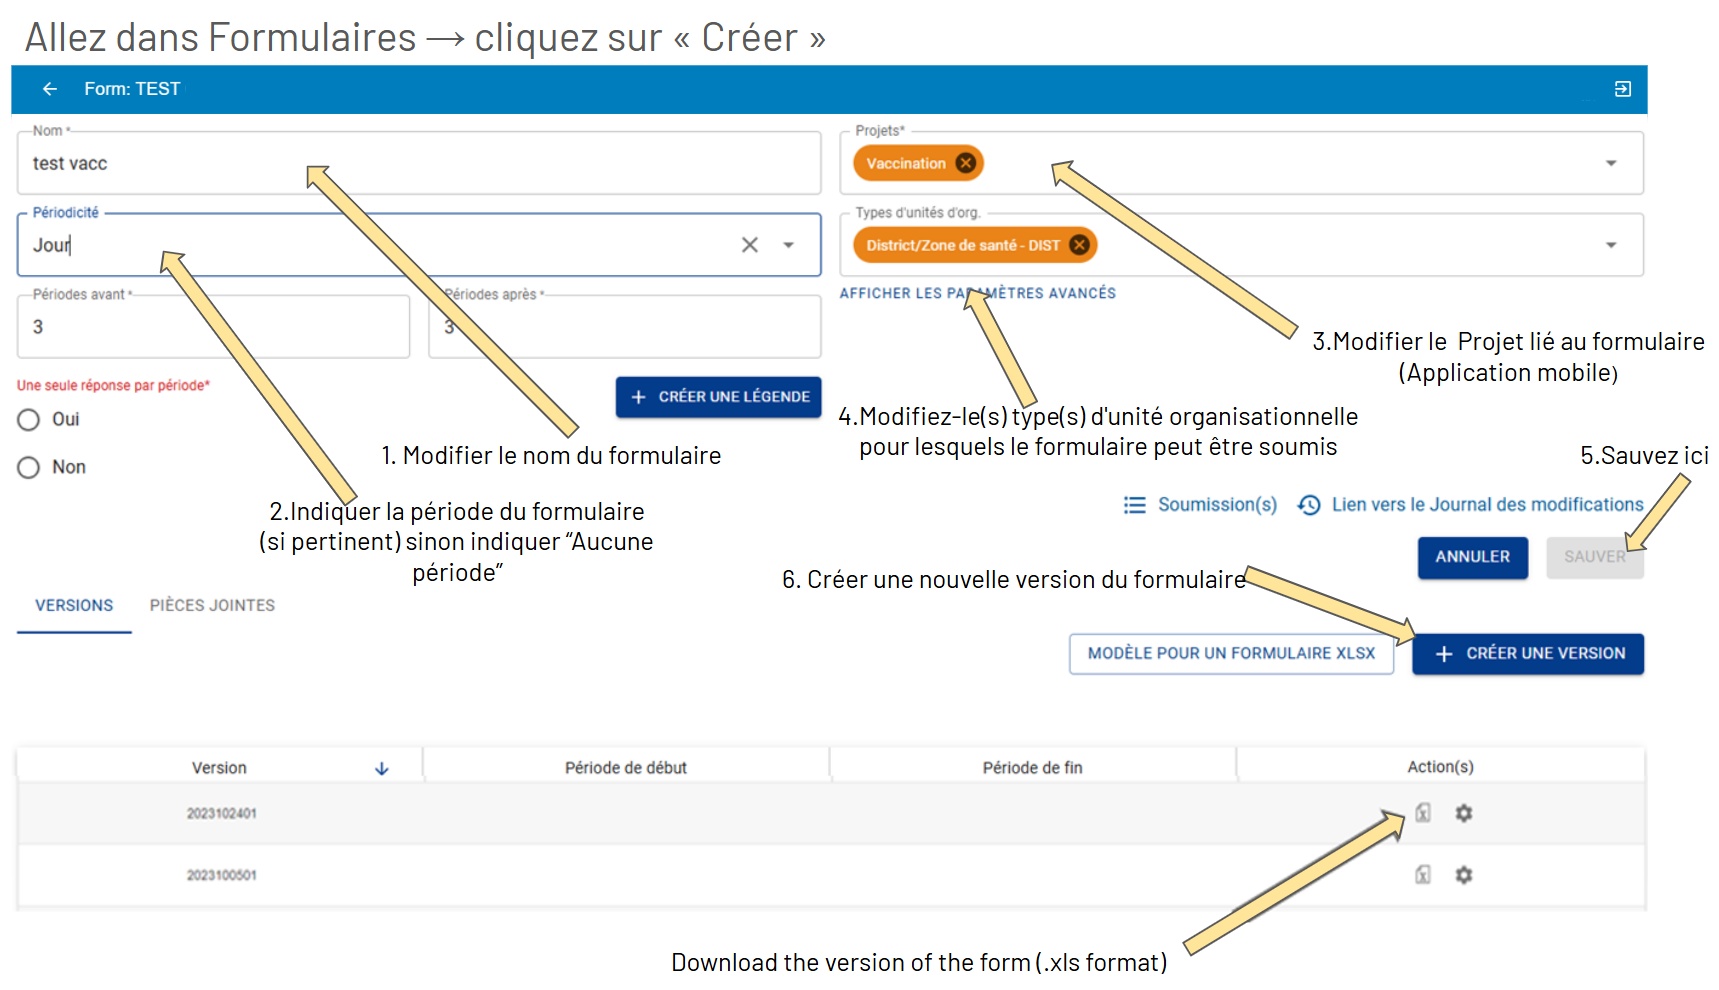 Allez dans Formulaires → cliquez sur « Créer »
Form: TEST
Nom *
test vacc
Projets*
Vaccination
Périodicité
Jour
Types d'unités d'org.
District/Zone de santé - DIST
AFFICHER LES PARAMÈTRES AVANCÉS
Périodes avant *
3
Périodes après *
3
3.Modifier le Projet lié au formulaire
(Application mobile)
Une seule réponse par période*
Oui
Non
+ CRÉER UNE LÉGENDE
4.Modifiez-le(s) type(s) d'unité organisationnelle
pour lesquels le formulaire peut être soumis
1. Modifier le nom du formulaire
5.Sauvez ici
2.Indiquer la période du formulaire
(si pertinent) sinon indiquer “Aucune
période”
Soumission(s)
Lien vers le Journal des modifications
ANNULER
SAUVER
6. Créer une nouvelle version du formulaire
VERSIONS
PIÈCES JOINTES
MODÈLE POUR UN FORMULAIRE XLSX
+ CRÉER UNE VERSION
Version
Période de début
Période de fin
Action(s)
2023102401
2023100501
Download the version of the form (.xls format)